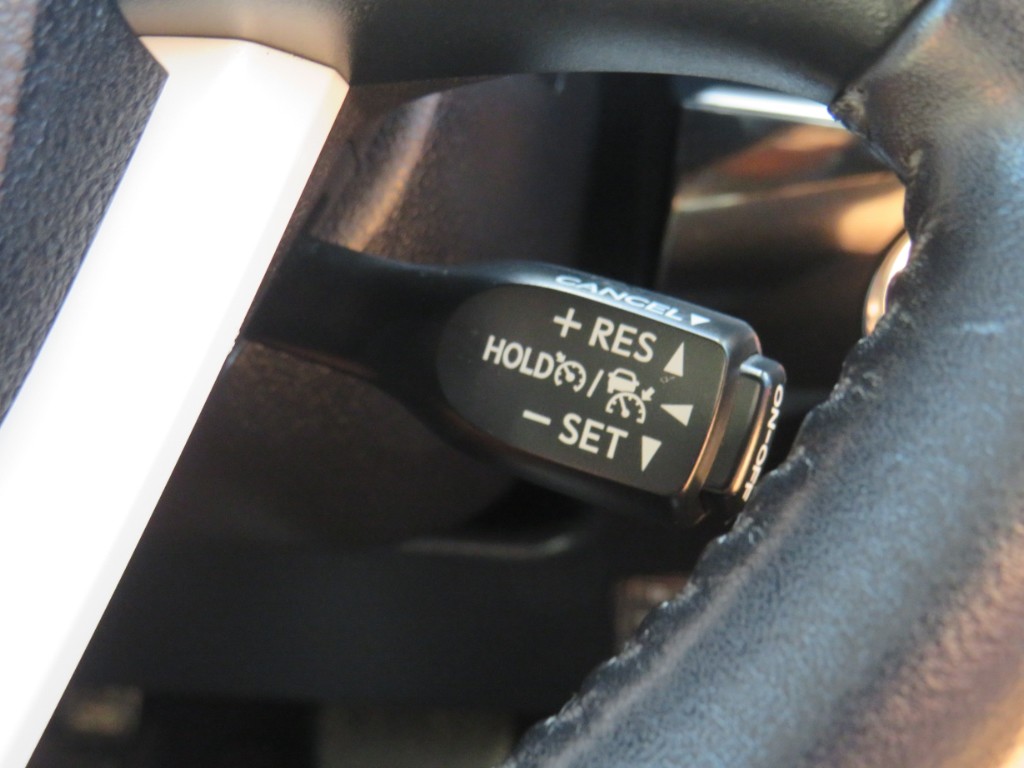 CANCEL
+ RES
HOLD /
− SET
ON-OFF